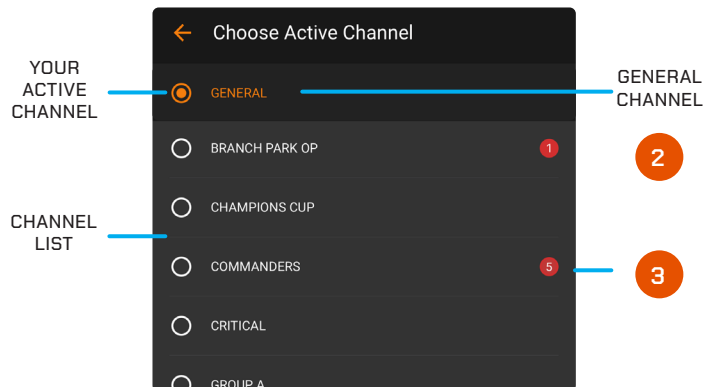 Choose Active Channel
YOUR
ACTIVE
CHANNEL
GENERAL
GENERAL
CHANNEL
BRANCH PARK OP
1
2
CHAMPIONS CUP
CHANNEL
LIST
COMMANDERS
5
3
CRITICAL
GROUP A